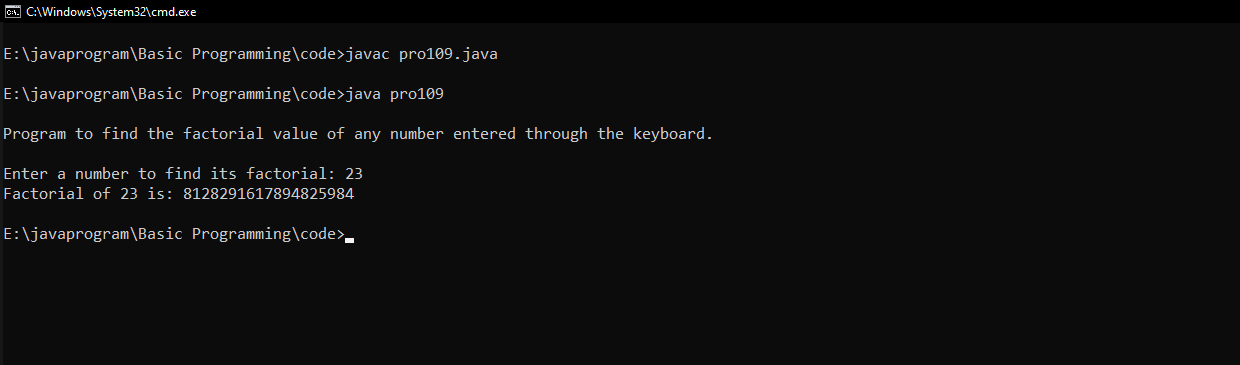 C:\Windows\System32\cmd.exe
E:\javaprogram\Basic Programming\code>javac pro109.java
E:\javaprogram\Basic Programming\code>java pro109
Program to find the factorial value of any number entered through the keyboard.
Enter a number to find its factorial: 23
Factorial of 23 is: 8128291617894825984
E:\javaprogram\Basic Programming\code>